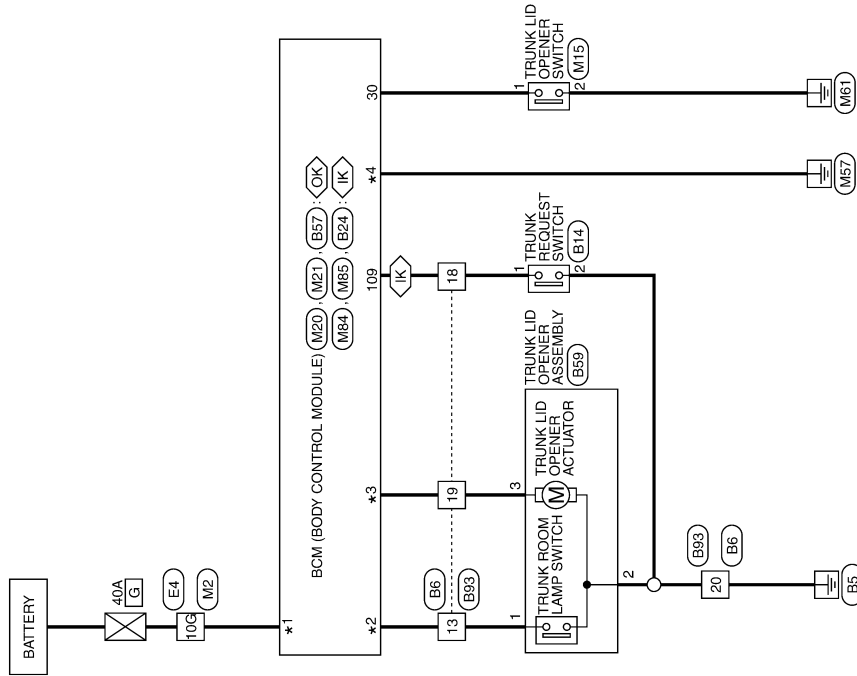 BATTERY
40A
G
10G
E4
M2
*1
BCM (BODY CONTROL MODULE)
M20 , M21 , B57 : OK
M84 , M85 , B24 : IK
*2
*3
109
*4
30
IK
13
B6
B93
19
18
1
TRUNK ROOM
LAMP SWITCH
3
M
TRUNK LID
OPENER
ACTUATOR
TRUNK LID
OPENER
ASSEMBLY
B59
2
1
TRUNK
REQUEST
SWITCH
B14
2
1
TRUNK LID
OPENER
SWITCH
M15
2
20
B93
B6
B5
M57
M61